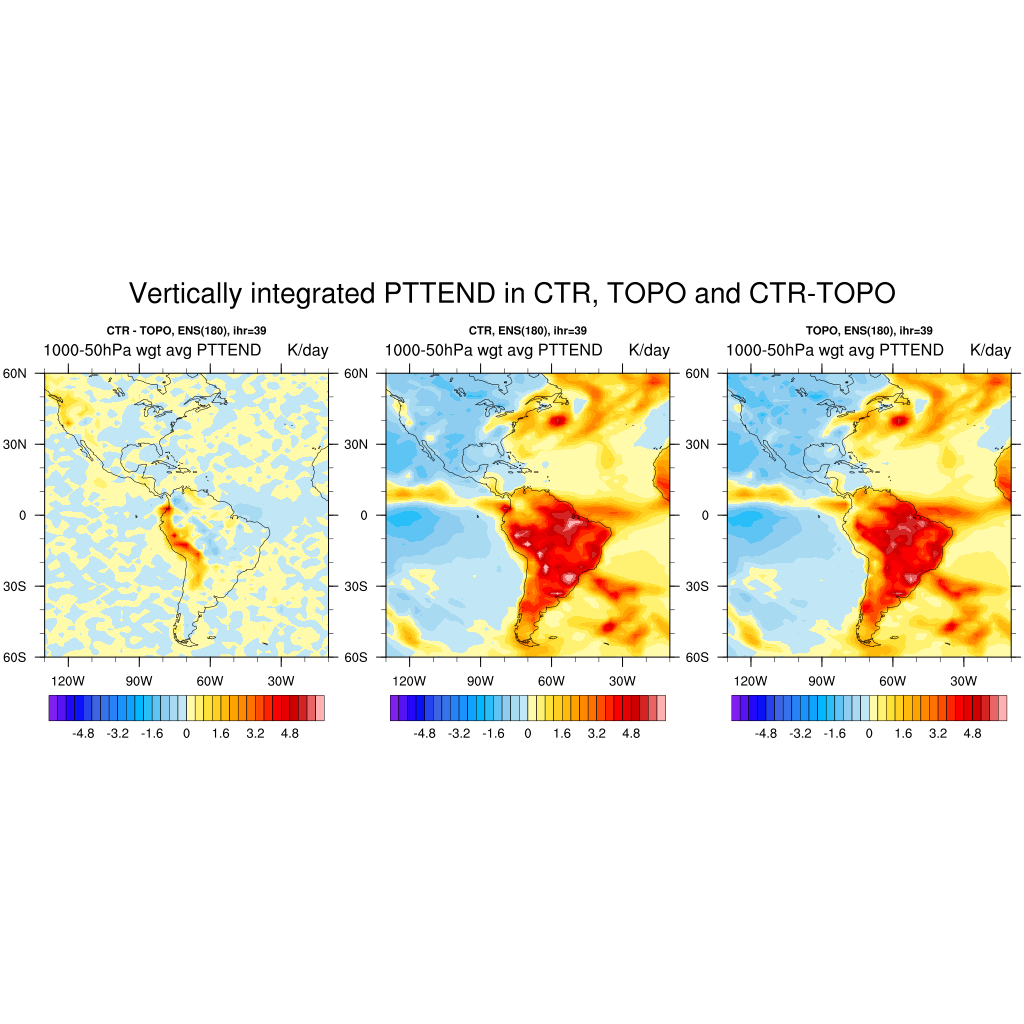 Vertically integrated PTTEND in CTR, TOPO and CTR-TOPO
CTR - TOPO, ENS(180), ihr=39
1000-50hPa wgt avg PTTEND K/day
60N
30N
0
30S
60S
120W 90W 60W 30W
-4.8 -3.2 -1.6 0 1.6 3.2 4.8
CTR, ENS(180), ihr=39
1000-50hPa wgt avg PTTEND K/day
60N
30N
0
30S
60S
120W 90W 60W 30W
-4.8 -3.2 -1.6 0 1.6 3.2 4.8
TOPO, ENS(180), ihr=39
1000-50hPa wgt avg PTTEND K/day
60N
30N
0
30S
60S
120W 90W 60W 30W
-4.8 -3.2 -1.6 0 1.6 3.2 4.8